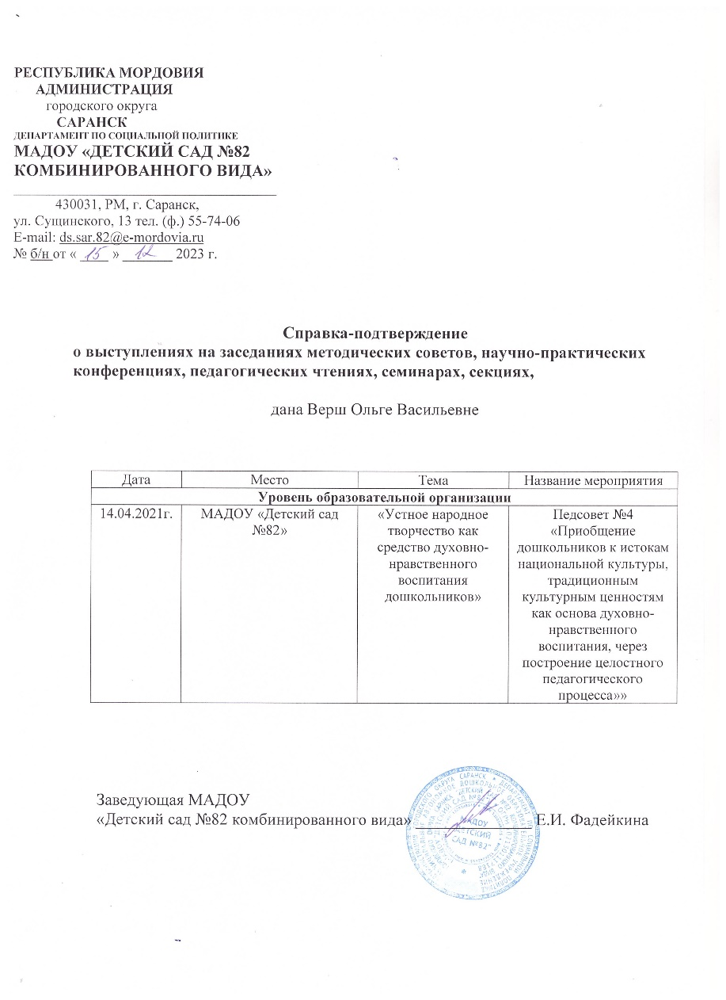 РЕСПУБЛИКА МОРДОВИЯ
АДМИНИСТРАЦИЯ
городского округа
САРАНСК
ДЕПАРТАМЕНТ ПО СОЦИАЛЬНОЙ ПОЛИТИКЕ
МАДОУ «ДЕТСКИЙ САД №82
КОМБИНИРОВАННОГО ВИДА»
430031, РМ, г. Саранск,
ул. Сущинского, 13 тел. (ф.) 55-74-06
E-mail: ds.sar.82@e-mordovia.ru
№ б/н от « 15 » 12 2023 г.
Справка-подтверждение
о выступлениях на заседаниях методических советов, научно-практических
конференциях, педагогических чтениях, семинарах, секциях,
дана Верш Ольге Васильевне
Дата Место Тема Название мероприятия
Уровень образовательной организации
14.04.2021г.
МАДОУ «Детский сад
№82»
«Устное народное
творчество как
средство духовно-
нравственного
воспитания
дошкольников»
Педсовет №4
«Приобщение
дошкольников к истокам
национальной культуры,
традиционным
культурным ценностям
как основа духовно-
нравственного
воспитания, через
построение целостного
педагогического
процесса»»
Заведующая МАДОУ
«Детский сад №82 комбинированного вида» Е.И. Фадейкина
МАДОУ
"ДЕТСКИЙ
САД №82"